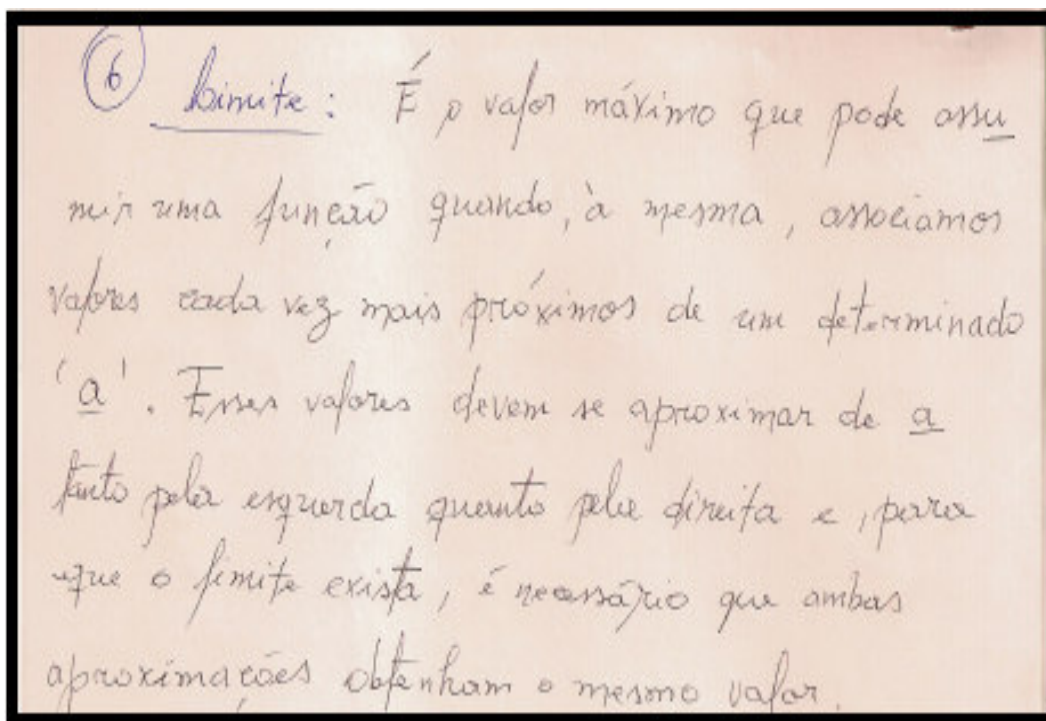 6 Limite: É o valor máximo que pode assu
mir uma função quando, à mesma, associamos
valores cada vez mais próximos de um determinado
'a'. Esses valores devem se aproximar de a
tanto pela esquerda quanto pela direita e, para
que o limite exista, é necessário que ambas
aproximações obtenham o mesmo valor.